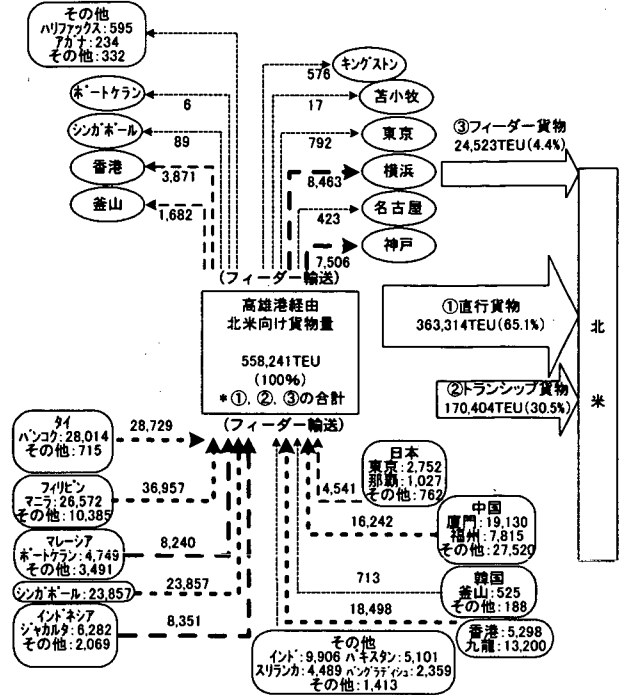 その他
ハリファックス:595
アガナ:234
その他:332
ポートケラン
6
シンガポール
89
香港
3,871
釜山
1,682
キングストン
576
苫小牧
17
東京
792
横浜
8,463
名古屋
423
神戸
7,506
③フィーダー貨物
24,523TEU(4.4%)
(フィーダー輸送)
高雄港経由
北米向け貨物量
558,241TEU
(100%)
*①,②,③の合計
(フィーダー輸送)
①直行貨物
363,314TEU(65.1%)
②トランシップ貨物
170,404TEU(30.5%)
北
米
タイ
バンコク:28,014
その他:715
28,729
フィリピン
マニラ:26,572
その他:10,385
36,957
マレーシア
ポートケラン:4,749
その他:3,491
8,240
シンガポール:23,857
23,857
インドネシア
ジャカルタ:6,282
その他:2,069
8,351
日本
東京:2,752
那覇:1,027
その他:762
4,541
中国
廈門:19,130
福州:7,815
その他:27,520
16,242
韓国
釜山:525
その他:188
713
香港:5,298
九龍:13,200
18,498
その他
インド:9,906 パキスタン:5,101
スリランカ:4,489 バングラディシュ:2,359
その他:1,413